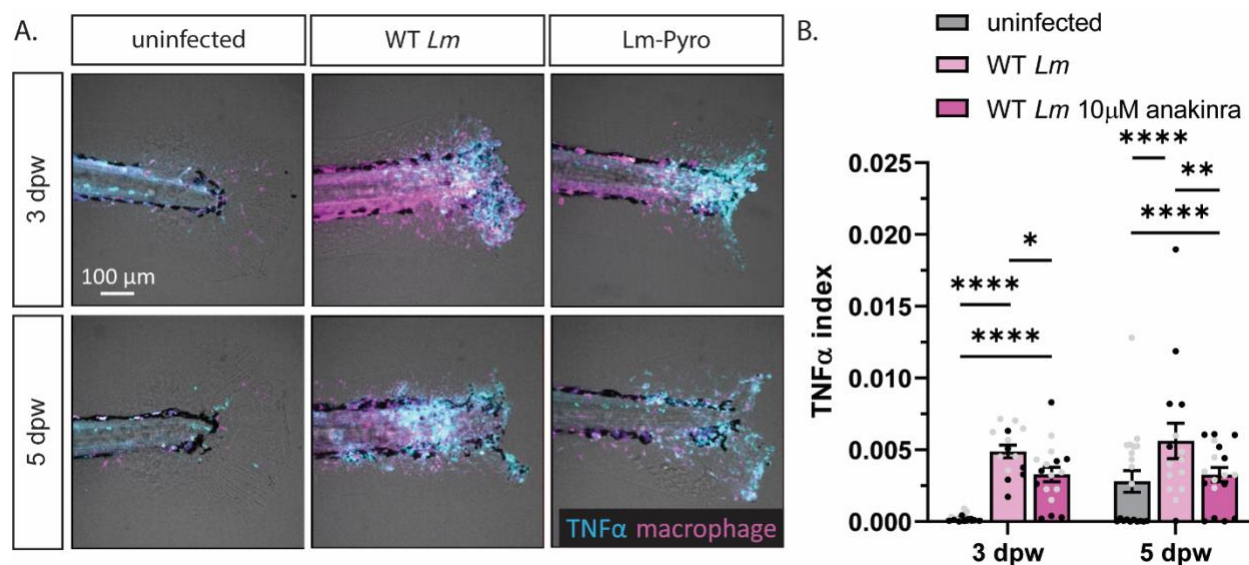 A.
uninfected
WT Lm
Lm-Pyro
3 dpw
100 µm
5 dpw
TNFα macrophage
B.
uninfected
WT Lm
WT Lm 10µM anakinra
TNFα index
0.025
0.020
0.015
0.010
0.005
0.000
****
****
*
****
**
****
3 dpw
5 dpw